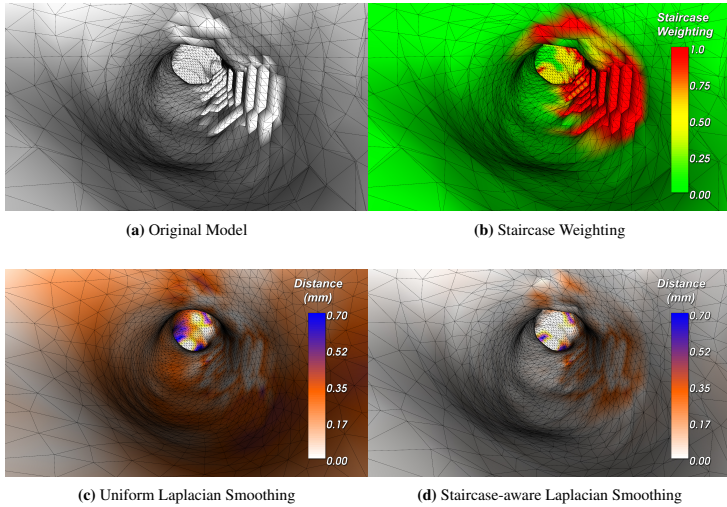 Staircase
Weighting
1.0
0.75
0.50
0.25
0.00
(a) Original Model
(b) Staircase Weighting
Distance
(mm)
0.70
0.52
0.35
0.17
0.00
Distance
(mm)
0.70
0.52
0.35
0.17
0.00
(c) Uniform Laplacian Smoothing
(d) Staircase-aware Laplacian Smoothing